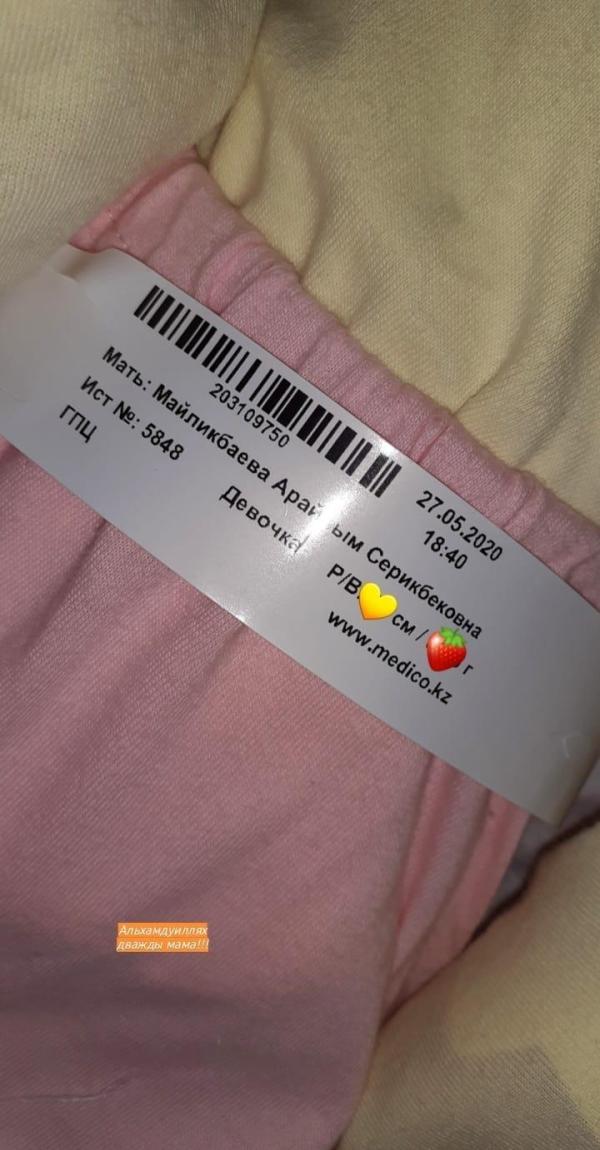 203109750
27.05.2020
18:40
Мать: Майликбаева Серикбековна
Ист №: 5848
Девочка
ГПЦ
Р/В: см / г
www.medico.kz
Альхамдуиллях
дважды мама!!!